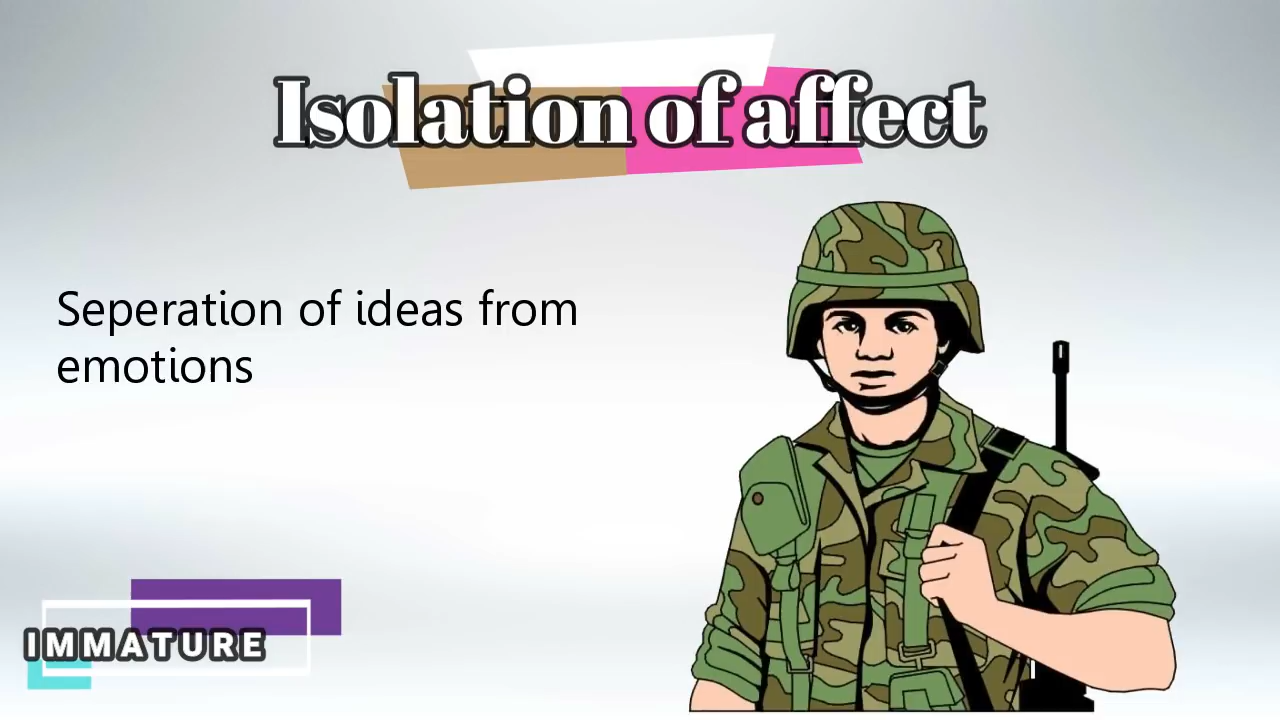 Isolation of affect
Seperation of ideas from
emotions
IMMATURE